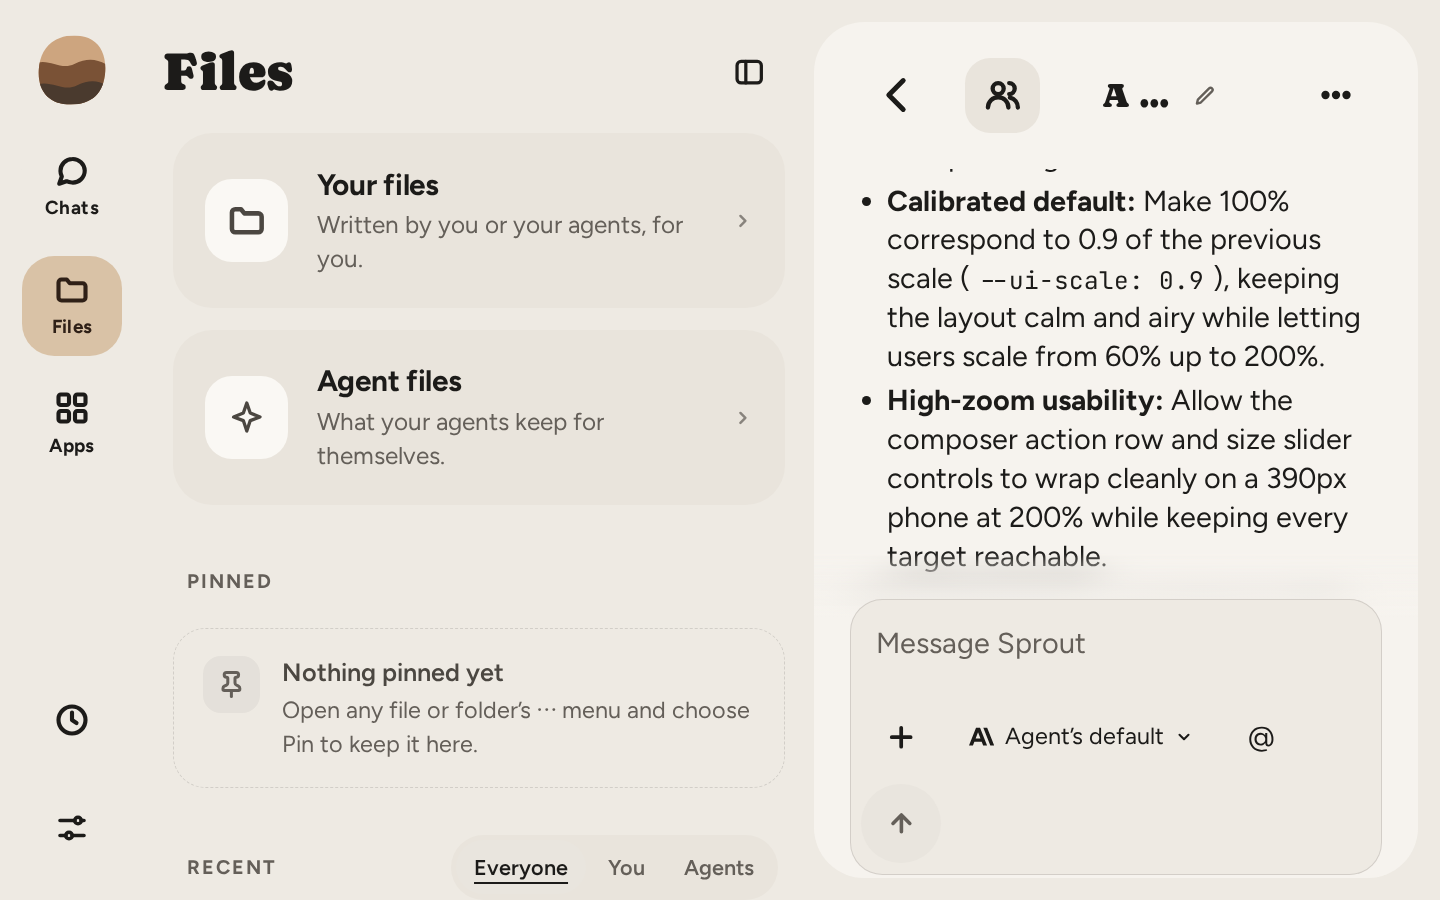 Files
Chats
Files
Apps
Your files
Written by you or your agents, for
you.
Agent files
What your agents keep for
themselves.
PINNED
Nothing pinned yet
Open any file or folder’s ··· menu and choose
Pin to keep it here.
RECENT
Everyone
You
Agents
A ...
Calibrated default: Make 100%
correspond to 0.9 of the previous
scale ( --ui-scale: 0.9 ), keeping
the layout calm and airy while letting
users scale from 60% up to 200%.
High-zoom usability: Allow the
composer action row and size slider
controls to wrap cleanly on a 390px
phone at 200% while keeping every
target reachable.
Message Sprout
Agent’s default
@